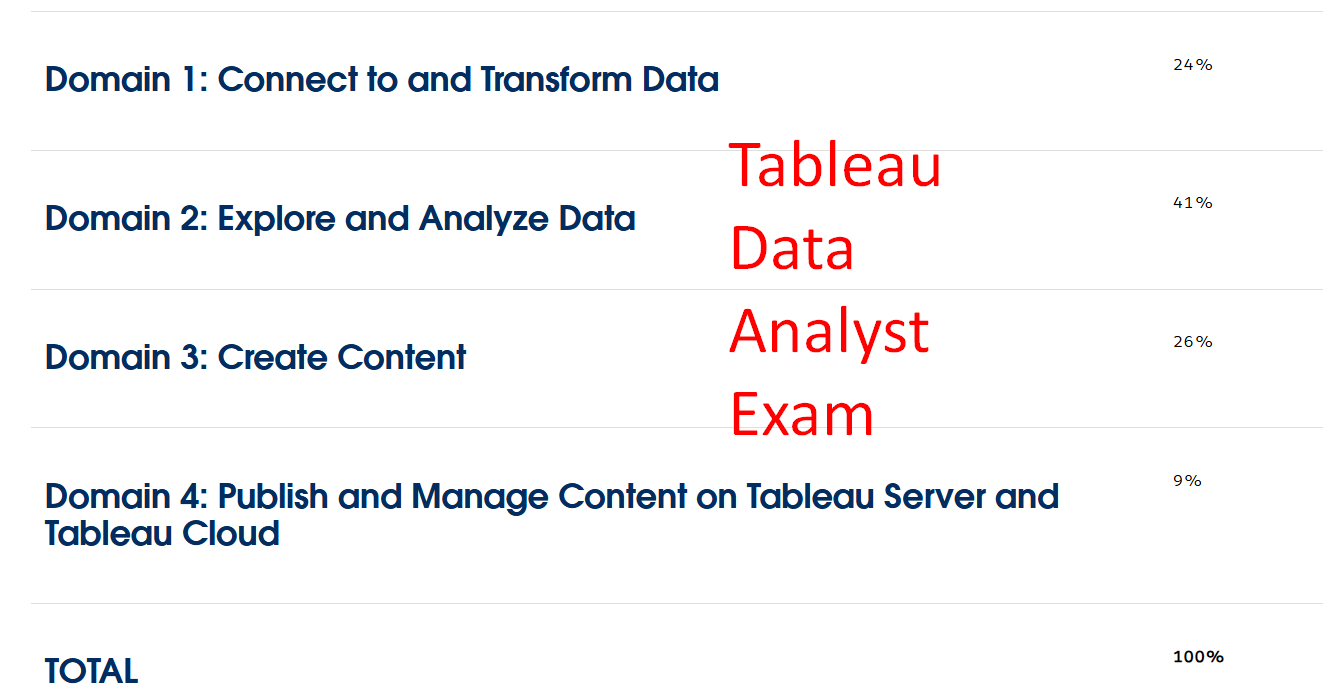 Domain 1: Connect to and Transform Data 24%
Tableau
Domain 2: Explore and Analyze Data 41%
Data
Analyst
Domain 3: Create Content 26%
Exam
Domain 4: Publish and Manage Content on Tableau Server and 9%
Tableau Cloud
TOTAL 100%